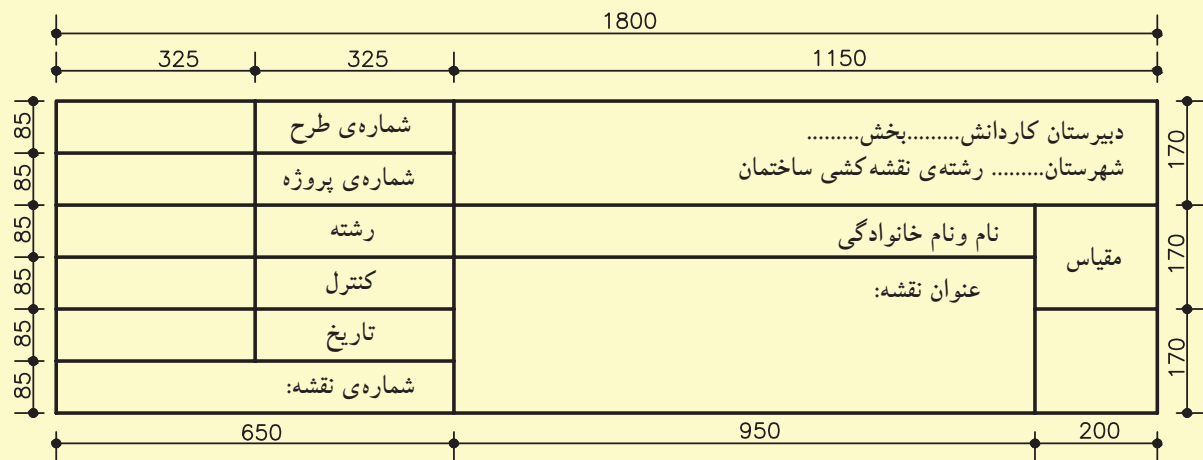 1800
325 325 1150
85 85 85 85 85 85
170 170 170
دبیرستان کاردانش.........بخش.........
شهرستان......... رشته‌ی نقشه کشی ساختمان
نام ونام خانوادگی
مقیاس
عنوان نقشه:
شماره‌ی طرح
شماره‌ی پروژه
رشته
کنترل
تاریخ
شماره‌ی نقشه:
650 950 200